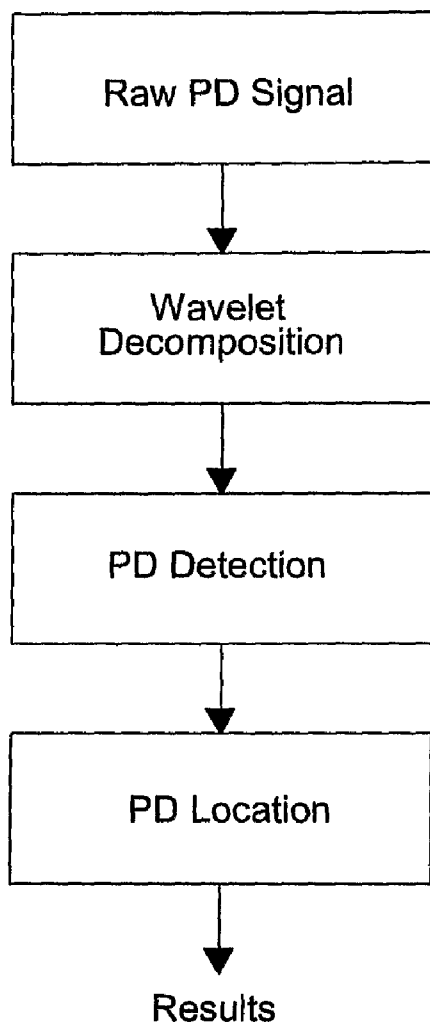 Raw PD Signal
Wavelet
Decomposition
PD Detection
PD Location
Results